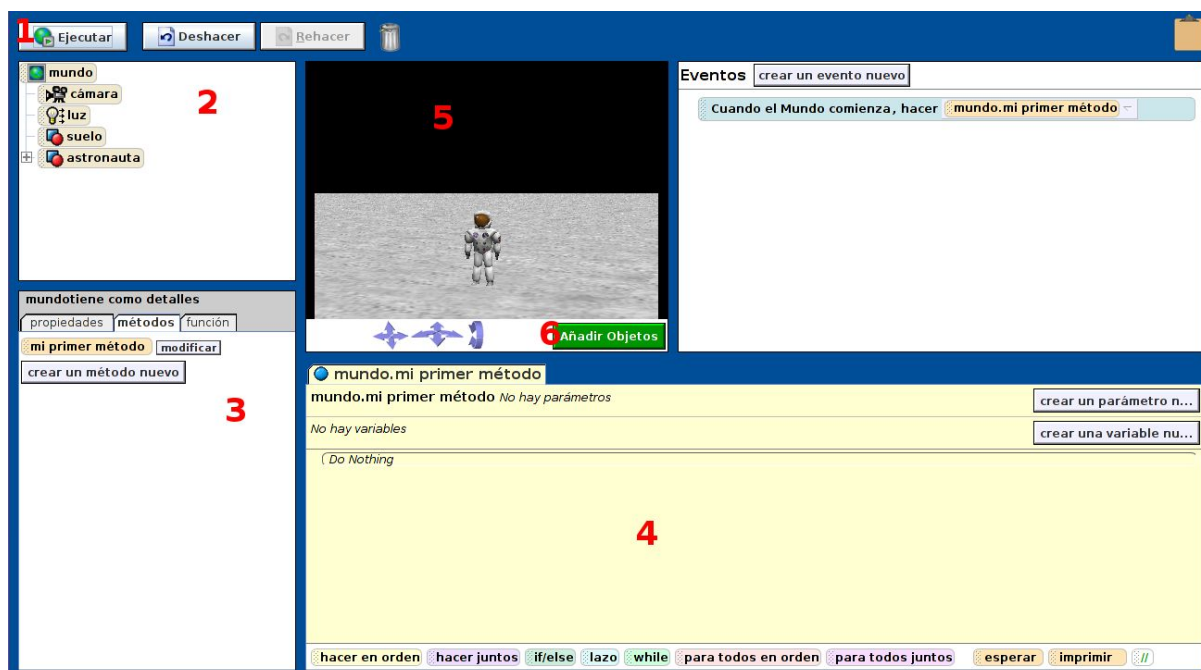 1 Ejecutar Deshacer Rehacer
mundo
cámara
luz
suelo
astronauta
2
mundotiene como detalles
propiedades métodos función
mi primer método modificar
crear un método nuevo
3
5
6 Añadir Objetos
Eventos crear un evento nuevo
Cuando el Mundo comienza, hacer mundo.mi primer método
mundo.mi primer método
mundo.mi primer método No hay parámetros crear un parámetro n...
No hay variables crear una variable nu...
Do Nothing
4
hacer en orden hacer juntos if/else lazo while para todos en orden para todos juntos esperar imprimir //